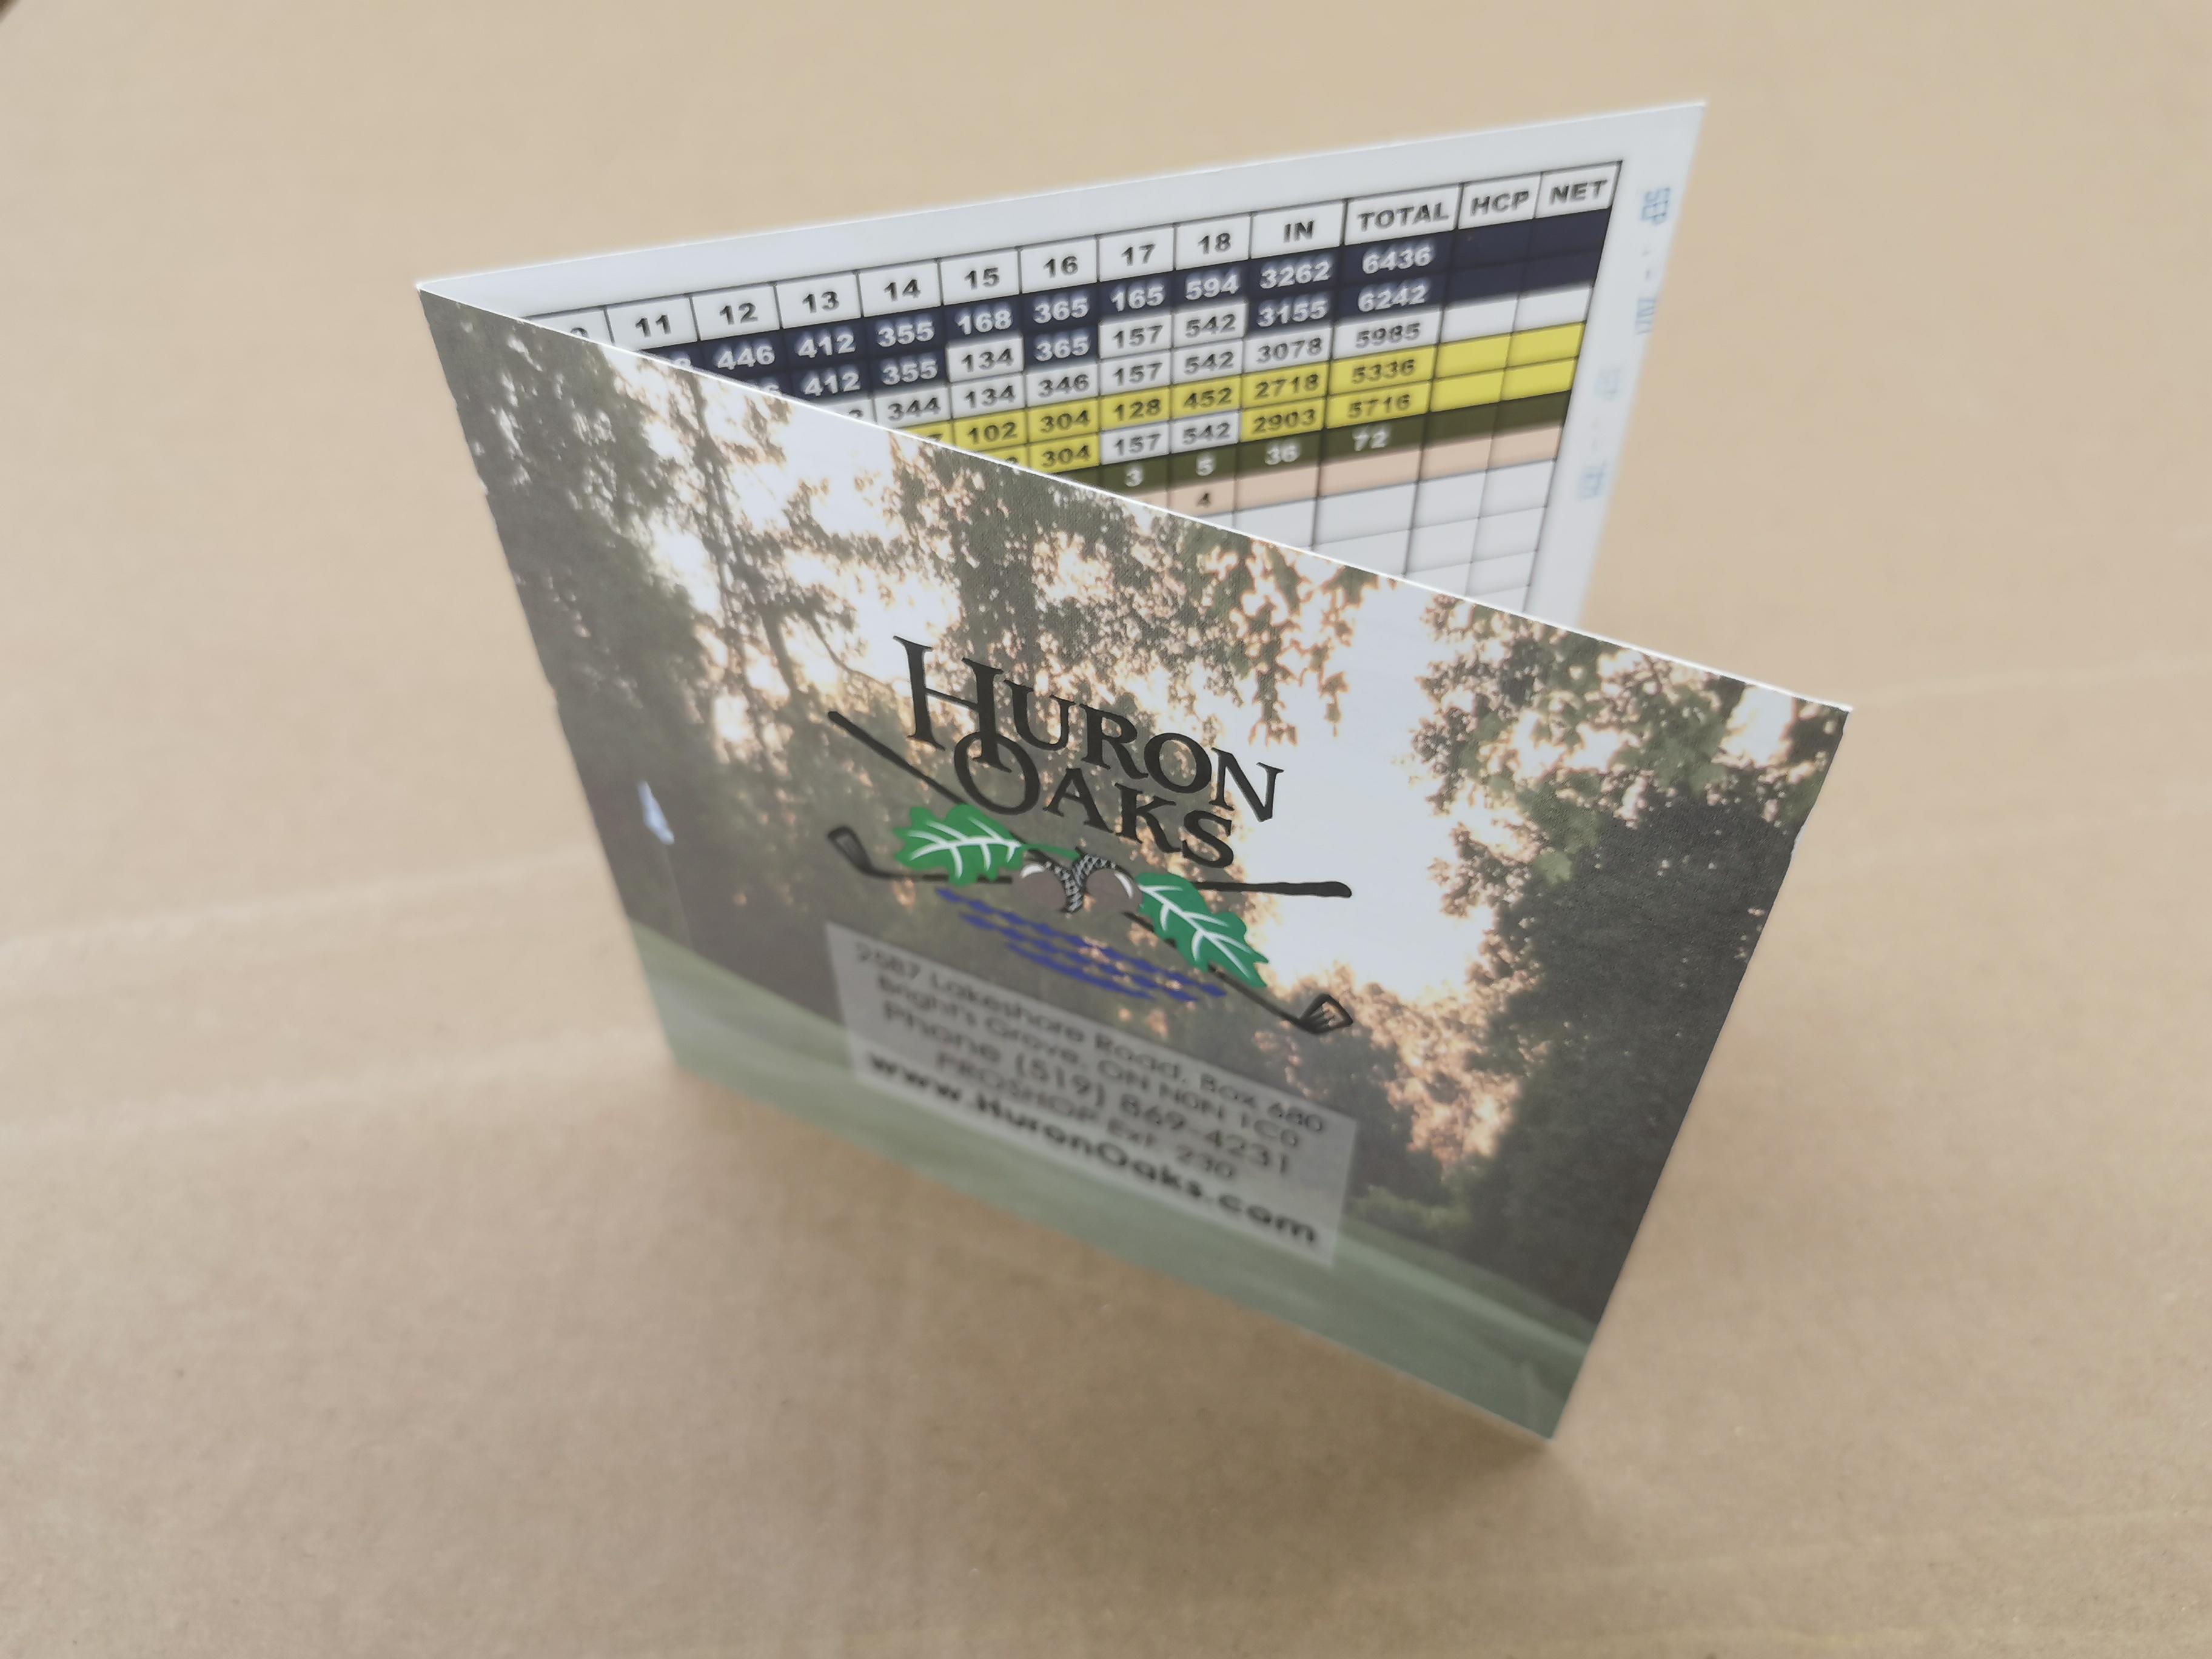 11 12 13 14 15 16 17 18 IN TOTAL HCP NET
446 412 355 168 365 165 594 3262 6436
412 355 134 365 157 542 3155 6242
344 134 346 157 542 3078 5985
102 304 128 452 2718 5336
304 157 542 2903 5716
3 5 36 72
4
SEP
HURON
OAKS
2587 Lakeshore Road, Box 680
Bright's Grove, ON N0N 1C0
Phone (519) 869-4231
PROSHOP Ext. 230
www.HuronOaks.com